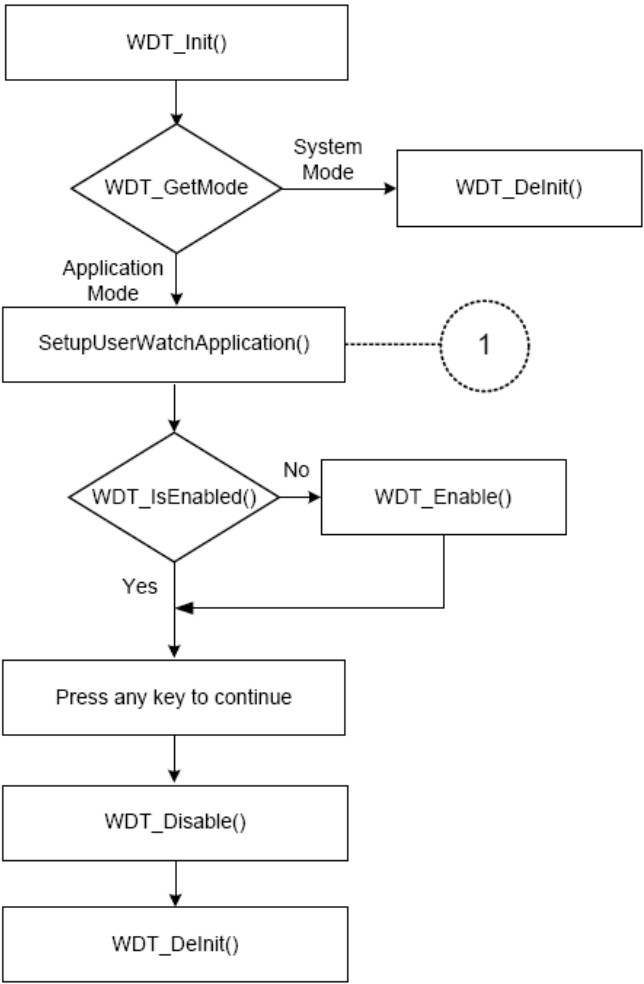 WDT_Init()
System
Mode
WDT_GetMode
WDT_DeInit()
Application
Mode
SetupUserWatchApplication()
1
No
WDT_IsEnabled()
WDT_Enable()
Yes
Press any key to continue
WDT_Disable()
WDT_DeInit()